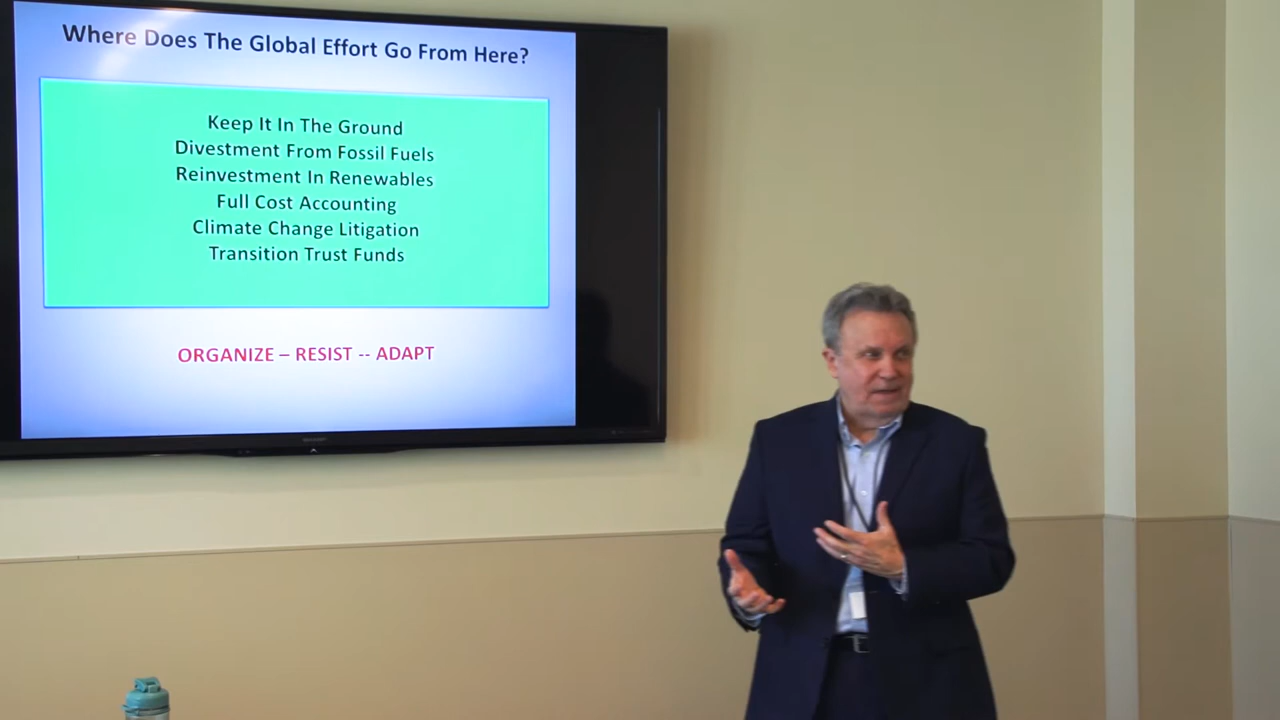 Where Does The Global Effort Go From Here?
Keep It In The Ground
Divestment From Fossil Fuels
Reinvestment In Renewables
Full Cost Accounting
Climate Change Litigation
Transition Trust Funds
ORGANIZE – RESIST -- ADAPT
SHARP